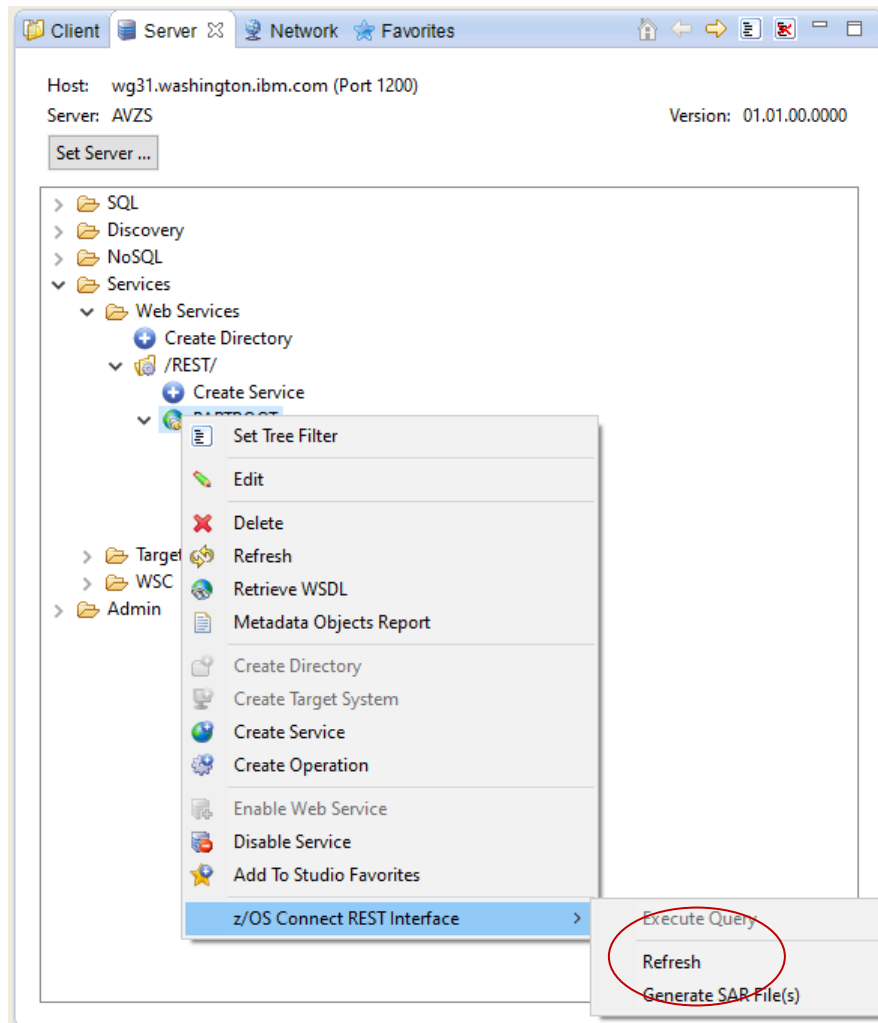 Client Server Network Favorites
Host: wg31.washington.ibm.com (Port 1200)
Server: AVZS Version: 01.01.00.0000
Set Server ...
SQL
Discovery
NoSQL
Services
Web Services
Create Directory
/REST/
Create Service
Set Tree Filter
Edit
Delete
Target
Refresh
WSC
Retrieve WSDL
Admin
Metadata Objects Report
Create Directory
Create Target System
Create Service
Create Operation
Enable Web Service
Disable Service
Add To Studio Favorites
z/OS Connect REST Interface
Execute Query
Refresh
Generate SAR File(s)